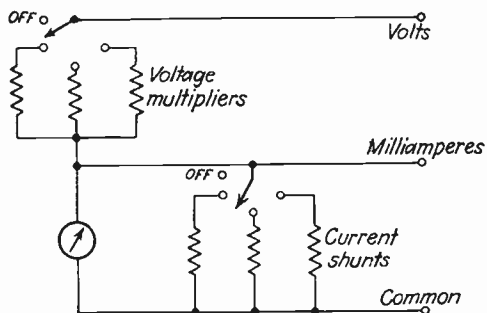 OFF
Volts
Voltage
multipliers
Milliamperes
OFF
Current
shunts
Common